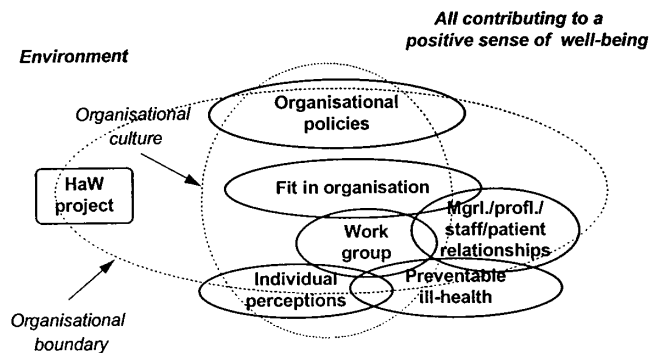 All contributing to a
positive sense of well-being
Environment
Organisational
culture
Organisational
policies
HaW
project
Fit in organisation
Mgrl./profl./
staff/patient
relationships
Work
group
Individual
perceptions
Preventable
ill-health
Organisational
boundary